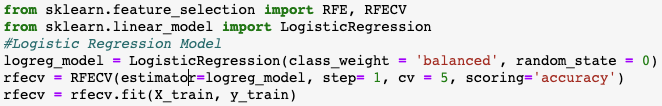 from sklearn.feature_selection import RFE, RFECV
from sklearn.linear_model import LogisticRegression
#Logistic Regression Model
logreg_model = LogisticRegression(class_weight = 'balanced', random_state = 0)
rfecv = RFECV(estimator=logreg_model, step= 1, cv = 5, scoring='accuracy')
rfecv = rfecv.fit(X_train, y_train)